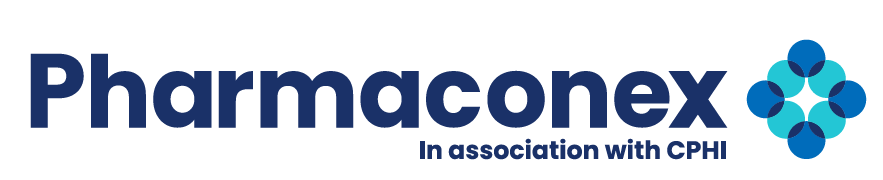 Pharmaconex
In association with CPHI